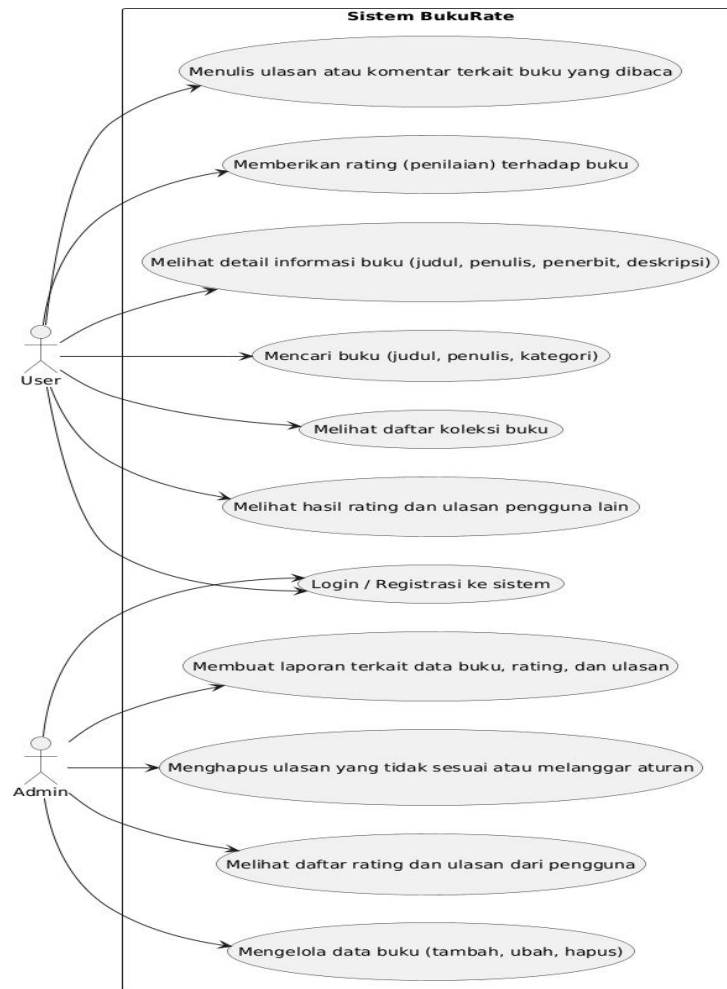 Sistem BukuRate
Menulis ulasan atau komentar terkait buku yang dibaca
Memberikan rating (penilaian) terhadap buku
Melihat detail informasi buku (judul, penulis, penerbit, deskripsi)
Mencari buku (judul, penulis, kategori)
User
Melihat daftar koleksi buku
Melihat hasil rating dan ulasan pengguna lain
Login / Registrasi ke sistem
Membuat laporan terkait data buku, rating, dan ulasan
Menghapus ulasan yang tidak sesuai atau melanggar aturan
Admin
Melihat daftar rating dan ulasan dari pengguna
Mengelola data buku (tambah, ubah, hapus)